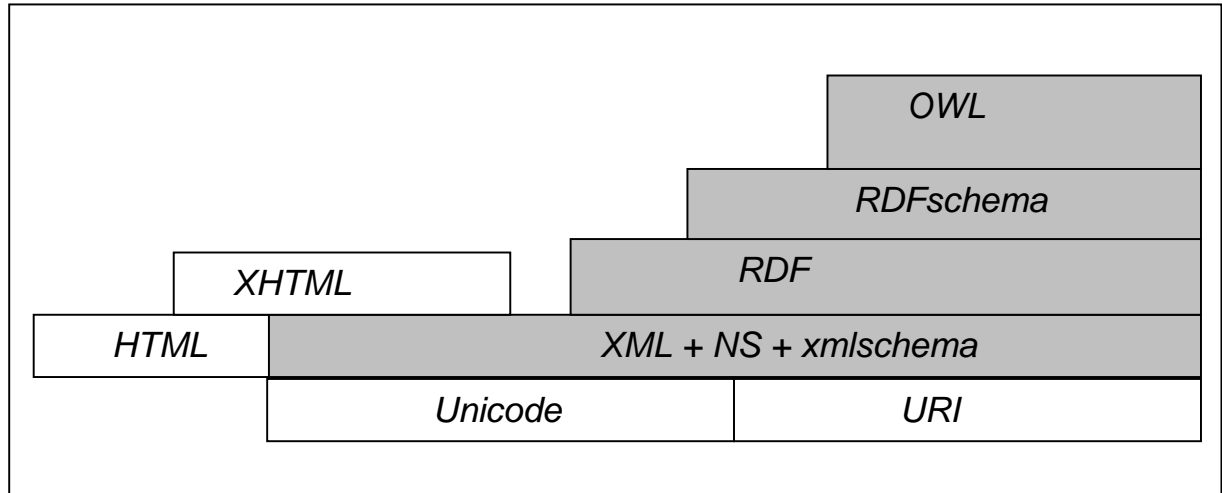 OWL
RDFschema
RDF
XHTML
HTML
XML + NS + xmlschema
Unicode
URI